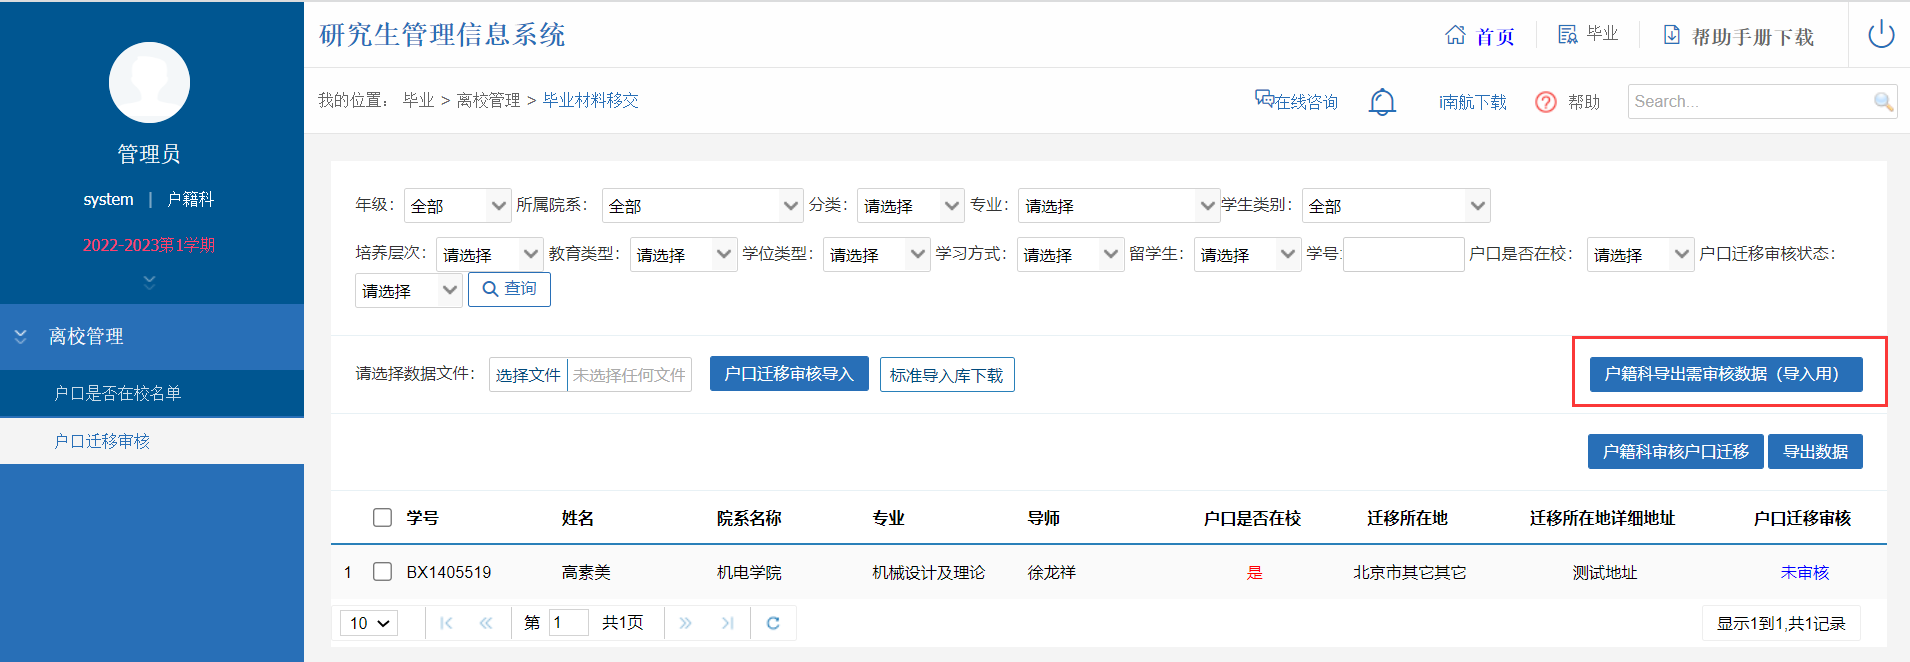 研究生管理信息系统
首页
毕业
帮助手册下载
管理员
system | 户籍科
2022-2023第1学期
离校管理
户口是否在校名单
户口迁移审核
我的位置： 毕业 > 离校管理 > 毕业材料移交
在线咨询
i南航下载
帮助
Search...
年级： 全部 所属院系： 全部 分类： 请选择 专业： 请选择 学生类别： 全部
培养层次： 请选择 教育类型： 请选择 学位类型： 请选择 学习方式： 请选择 留学生： 请选择 学号: 户口是否在校： 请选择 户口迁移审核状态：
请选择 查询
请选择数据文件： 选择文件 未选择任何文件 户口迁移审核导入 标准导入库下载 户籍科导出需审核数据（导入用）
户籍科审核户口迁移 导出数据
学号 姓名 院系名称 专业 导师 户口是否在校 迁移所在地 迁移所在地详细地址 户口迁移审核
1 BX1405519 高素美 机电学院 机械设计及理论 徐龙祥 是 北京市其它其它 测试地址 未审核
10 第 1 共1页 显示1到1,共1记录